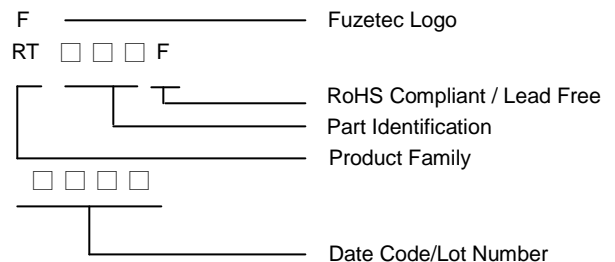 F Fuzetec Logo
RT □ □ □ F
RoHS Compliant / Lead Free
Part Identification
Product Family
□ □ □ □
Date Code/Lot Number